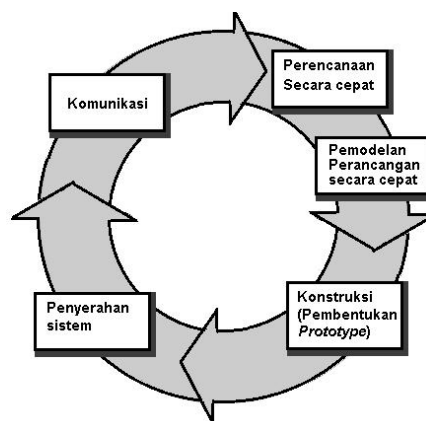 Komunikasi
Perencanaan
Secara cepat
Pemodelan
Perancangan
secara cepat
Konstruksi
(Pembentukan
Prototype)
Penyerahan
sistem